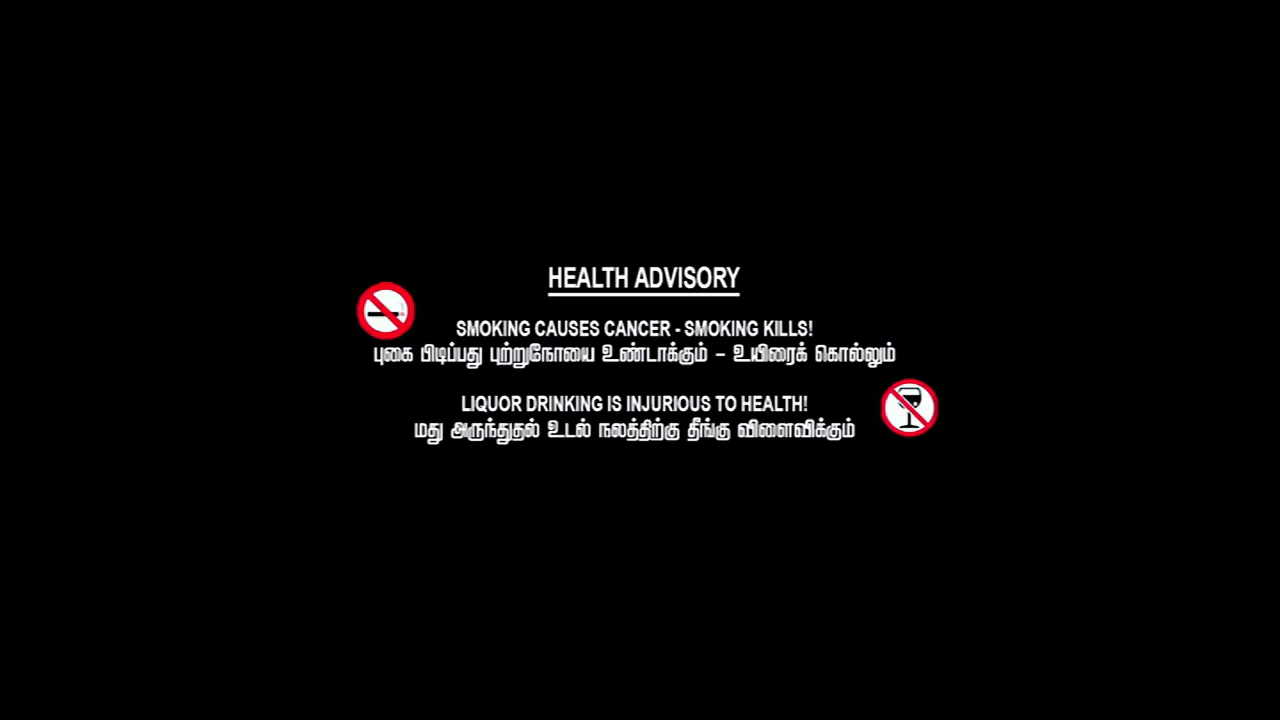 HEALTH ADVISORY
SMOKING CAUSES CANCER - SMOKING KILLS!
புகை பிடிப்பது புற்றுநோயை உண்டாக்கும் – உயிரைக் கொல்லும்
LIQUOR DRINKING IS INJURIOUS TO HEALTH!
மது அருந்துதல் உடல் நலத்திற்கு தீங்கு விளைவிக்கும்